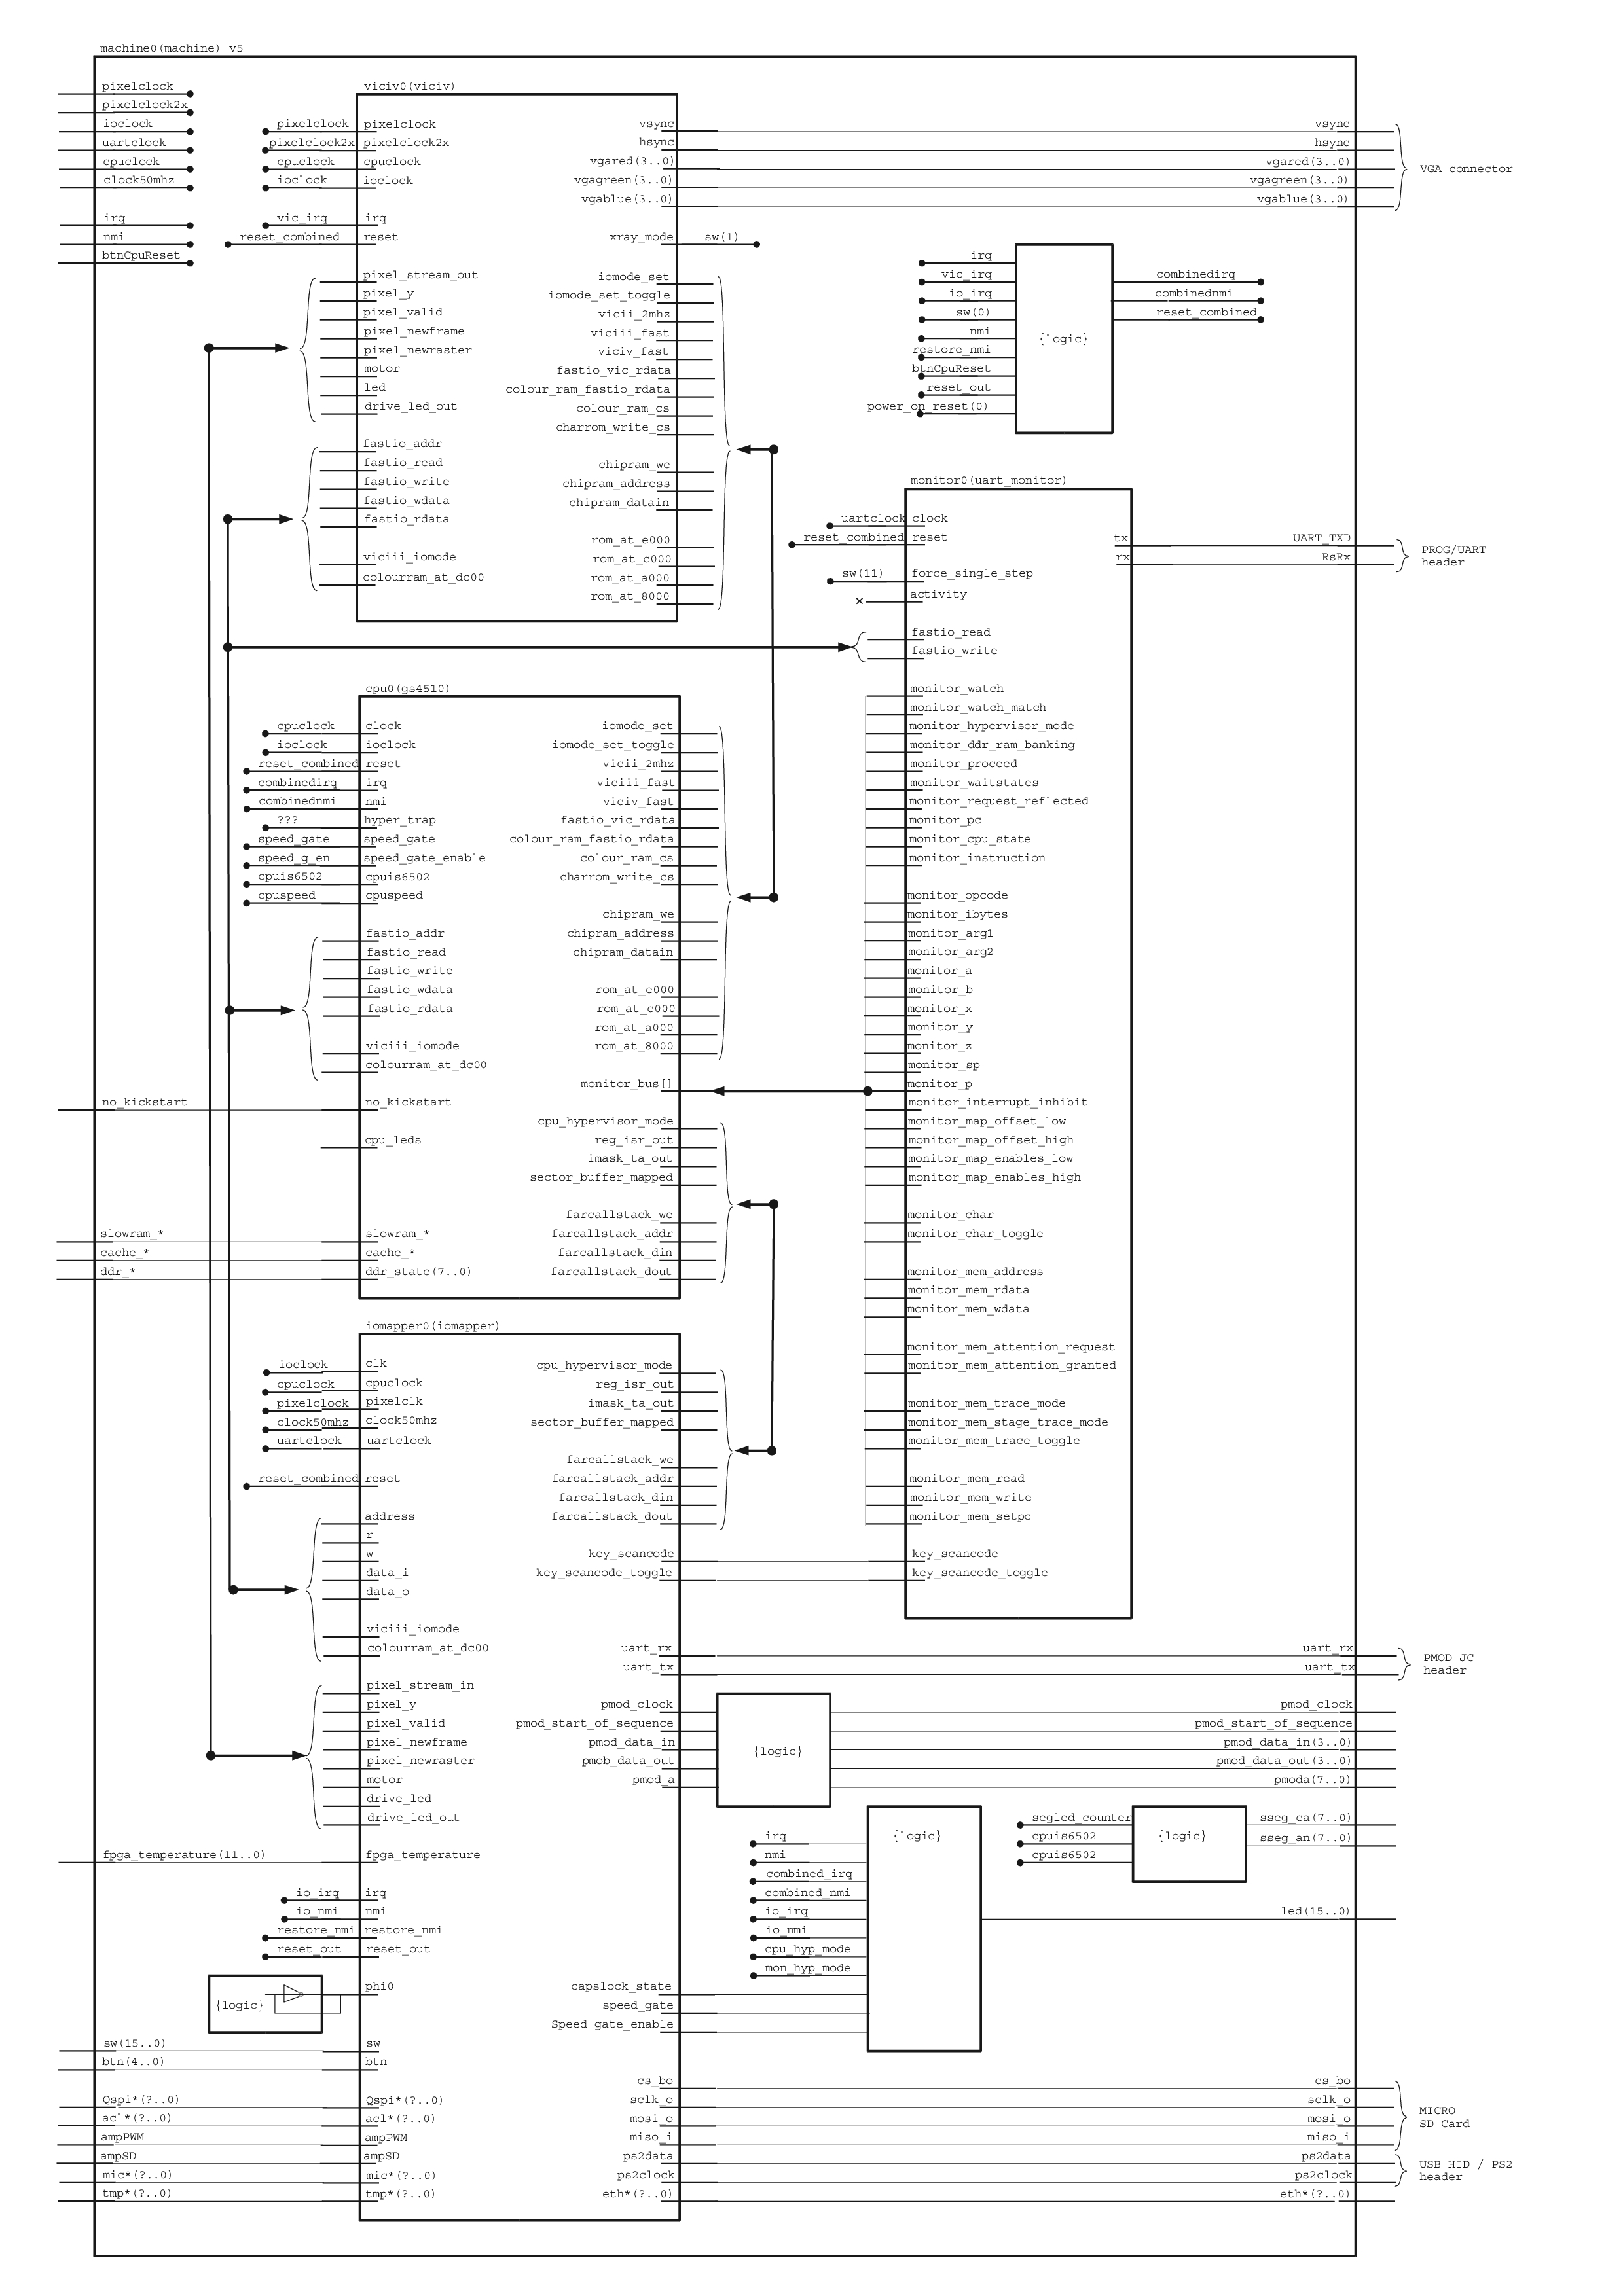 machine0(machine) v5
pixelclock
pixelclock2x
ioclock
uartclock
cpuclock
clock50mhz
irq
nmi
btnCpuReset
viciv0(viciv)
pixelclock pixelclock
pixelclock2x pixelclock2x
cpuclock cpuclock
ioclock ioclock
vic_irq irq
reset_combined reset
pixel_stream_out
pixel_y
pixel_valid
pixel_newframe
pixel_newraster
motor
led
drive_led_out
fastio_addr
fastio_read
fastio_write
fastio_wdata
fastio_rdata
viciii_iomode
colourram_at_dc00
vsync
hsync
vgared(3..0)
vgagreen(3..0)
vgablue(3..0)
xray_mode sw(1)
iomode_set
iomode_set_toggle
vicii_2mhz
viciii_fast
viciv_fast
fastio_vic_rdata
colour_ram_fastio_rdata
colour_ram_cs
charrom_write_cs
chipram_we
chipram_address
chipram_datain
rom_at_e000
rom_at_c000
rom_at_a000
rom_at_8000
vsync
hsync
vgared(3..0)
vgagreen(3..0)
vgablue(3..0)
VGA connector
irq
vic_irq
io_irq
sw(0)
nmi
restore_nmi
btnCpuReset
reset_out
power_on_reset(0)
{logic}
combinedirq
combinednmi
reset_combined
monitor0(uart_monitor)
uartclock clock
reset_combined reset
sw(11) force_single_step
activity
fastio_read
fastio_write
tx
rx
UART_TXD
RsRx
PROG/UART
header
monitor_watch
monitor_watch_match
monitor_hypervisor_mode
monitor_ddr_ram_banking
monitor_proceed
monitor_waitstates
monitor_request_reflected
monitor_pc
monitor_cpu_state
monitor_instruction
monitor_opcode
monitor_ibytes
monitor_arg1
monitor_arg2
monitor_a
monitor_b
monitor_x
monitor_y
monitor_z
monitor_sp
monitor_p
monitor_interrupt_inhibit
monitor_map_offset_low
monitor_map_offset_high
monitor_map_enables_low
monitor_map_enables_high
monitor_char
monitor_char_toggle
monitor_mem_address
monitor_mem_rdata
monitor_mem_wdata
monitor_mem_attention_request
monitor_mem_attention_granted
monitor_mem_trace_mode
monitor_mem_stage_trace_mode
monitor_mem_trace_toggle
monitor_mem_read
monitor_mem_write
monitor_mem_setpc
key_scancode
key_scancode_toggle
cpu0(gs4510)
cpuclock clock
ioclock ioclock
reset_combined reset
combinedirq irq
combinednmi nmi
??? hyper_trap
speed_gate speed_gate
speed_g_en speed_gate_enable
cpuis6502 cpuis6502
cpuspeed cpuspeed
fastio_addr
fastio_read
fastio_write
fastio_wdata
fastio_rdata
viciii_iomode
colourram_at_dc00
no_kickstart no_kickstart
cpu_leds
slowram_* slowram_*
cache_* cache_*
ddr_* ddr_state(7..0)
iomode_set
iomode_set_toggle
vicii_2mhz
viciii_fast
viciv_fast
fastio_vic_rdata
colour_ram_fastio_rdata
colour_ram_cs
charrom_write_cs
chipram_we
chipram_address
chipram_datain
rom_at_e000
rom_at_c000
rom_at_a000
rom_at_8000
monitor_bus[]
cpu_hypervisor_mode
reg_isr_out
imask_ta_out
sector_buffer_mapped
farcallstack_we
farcallstack_addr
farcallstack_din
farcallstack_dout
iomapper0(iomapper)
ioclock clk
cpuclock cpuclock
pixelclock pixelclk
clock50mhz clock50mhz
uartclock uartclock
reset_combined reset
address
r
w
data_i
data_o
viciii_iomode
colourram_at_dc00
pixel_stream_in
pixel_y
pixel_valid
pixel_newframe
pixel_newraster
motor
drive_led
drive_led_out
fpga_temperature(11..0) fpga_temperature
io_irq irq
io_nmi nmi
restore_nmi restore_nmi
reset_out reset_out
{logic}
phi0
sw(15..0) sw
btn(4..0) btn
Qspi*(?..0) Qspi*(?..0)
acl*(?..0) acl*(?..0)
ampPWM ampPWM
ampSD ampSD
mic*(?..0) mic*(?..0)
tmp*(?..0) tmp*(?..0)
cpu_hypervisor_mode
reg_isr_out
imask_ta_out
sector_buffer_mapped
farcallstack_we
farcallstack_addr
farcallstack_din
farcallstack_dout
key_scancode
key_scancode_toggle
uart_rx uart_rx
uart_tx uart_tx
PMOD JC
header
pmod_clock
pmod_start_of_sequence
pmod_data_in
pmob_data_out
pmod_a
{logic}
pmod_clock
pmod_start_of_sequence
pmod_data_in(3..0)
pmod_data_out(3..0)
pmoda(7..0)
irq
nmi
combined_irq
combined_nmi
io_irq
io_nmi
cpu_hyp_mode
mon_hyp_mode
{logic}
segled_counter
cpuis6502
cpuis6502
{logic}
sseg_ca(7..0)
sseg_an(7..0)
led(15..0)
capslock_state
speed_gate
Speed gate_enable
cs_bo cs_bo
sclk_o sclk_o
mosi_o mosi_o
miso_i miso_i
MICRO
SD Card
ps2data ps2data
ps2clock ps2clock
USB HID / PS2
header
eth*(?..0) eth*(?..0)